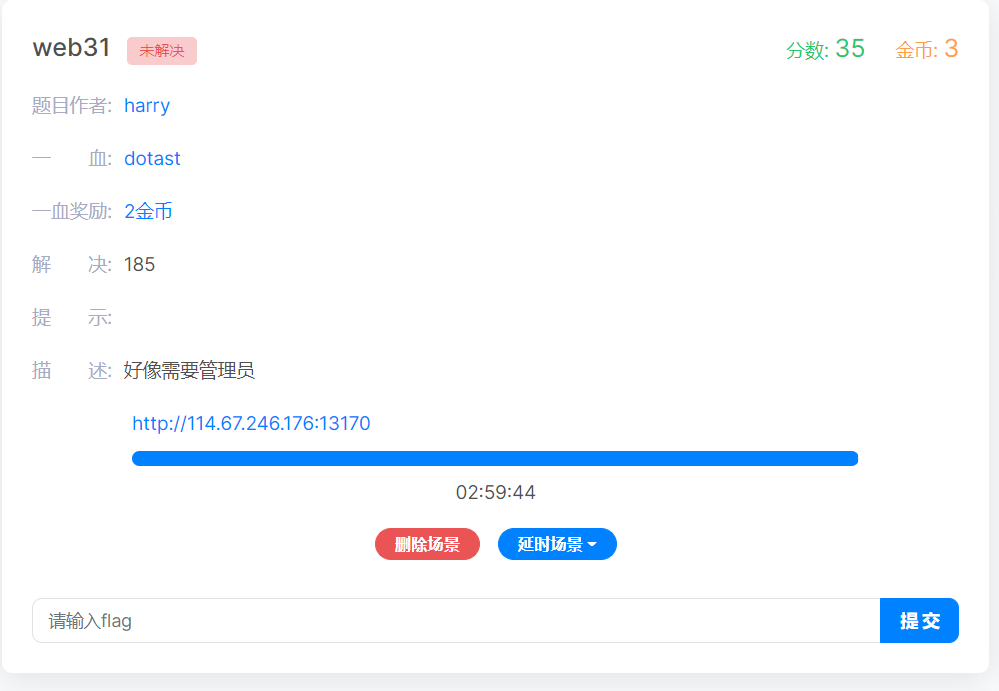 web31 未解决 分数: 35 金币: 3
题目作者: harry
一 血: dotast
一血奖励: 2金币
解 决: 185
提 示:
描 述: 好像需要管理员
http://114.67.246.176:13170
02:59:44
删除场景 延时场景
请输入flag 提交